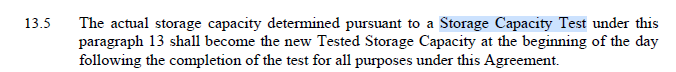 13.5 The actual storage capacity determined pursuant to a Storage Capacity Test under this
paragraph 13 shall become the new Tested Storage Capacity at the beginning of the day
following the completion of the test for all purposes under this Agreement.